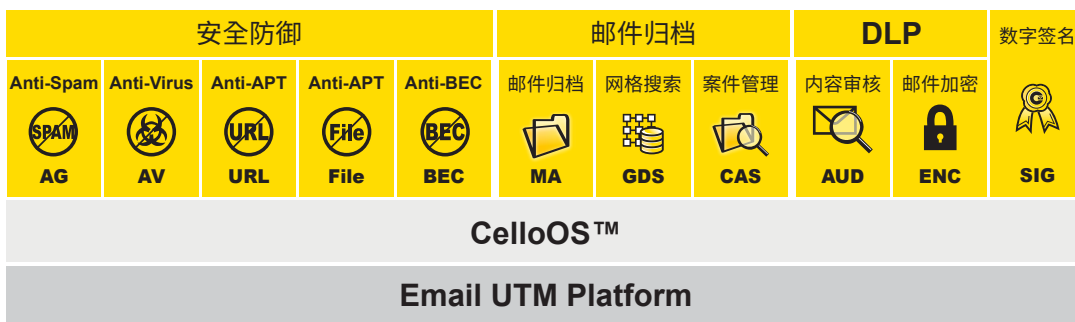 安全防御 邮件归档 DLP 数字签名
Anti-Spam Anti-Virus Anti-APT Anti-APT Anti-BEC 邮件归档 网格搜索 案件管理 内容审核 邮件加密
SPAM URL File BEC C
AG AV URL File BEC MA GDS CAS AUD ENC SIG
CelloOS™
Email UTM Platform